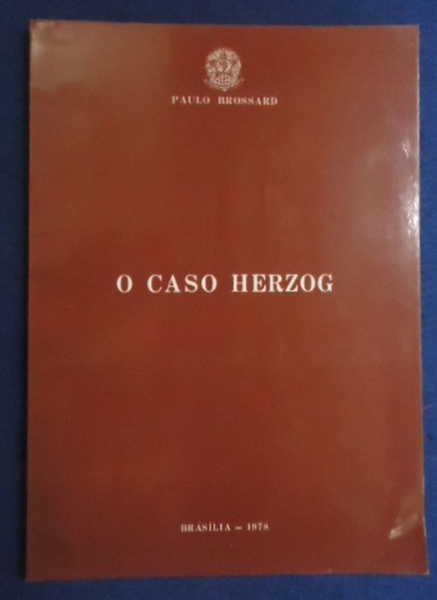 PAULO BROSSARD
O CASO HERZOG
BRASÍLIA — 1978